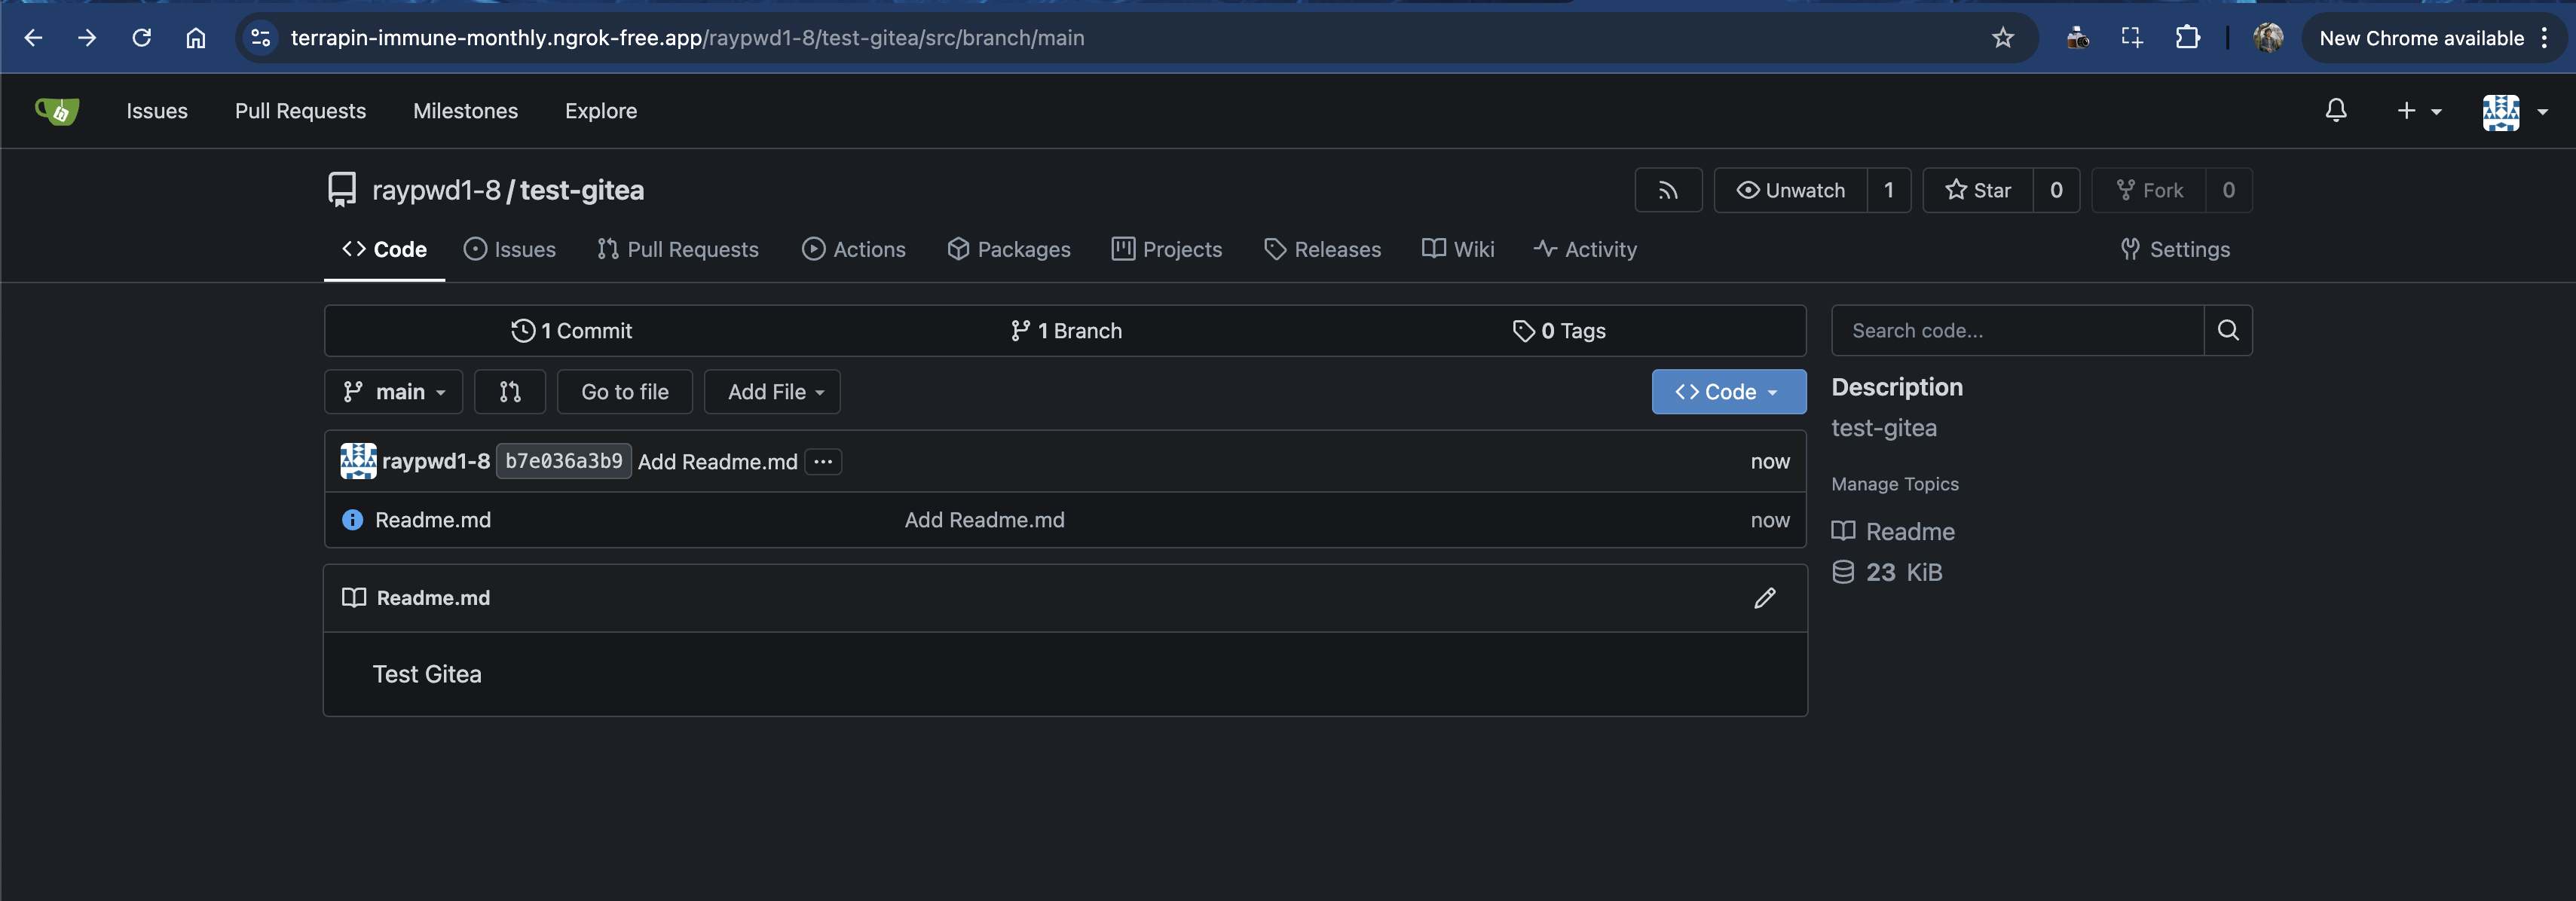 terrapin-immune-monthly.ngrok-free.app/raypwd1-8/test-gitea/src/branch/main
New Chrome available
Issues Pull Requests Milestones Explore
raypwd1-8 / test-gitea
Unwatch 1 Star 0 Fork 0
Code Issues Pull Requests Actions Packages Projects Releases Wiki Activity Settings
1 Commit 1 Branch 0 Tags
Search code...
main Go to file Add File Code
Description
test-gitea
raypwd1-8 b7e036a3b9 Add Readme.md ... now
Manage Topics
Readme.md Add Readme.md now
Readme
23 KiB
Readme.md
Test Gitea